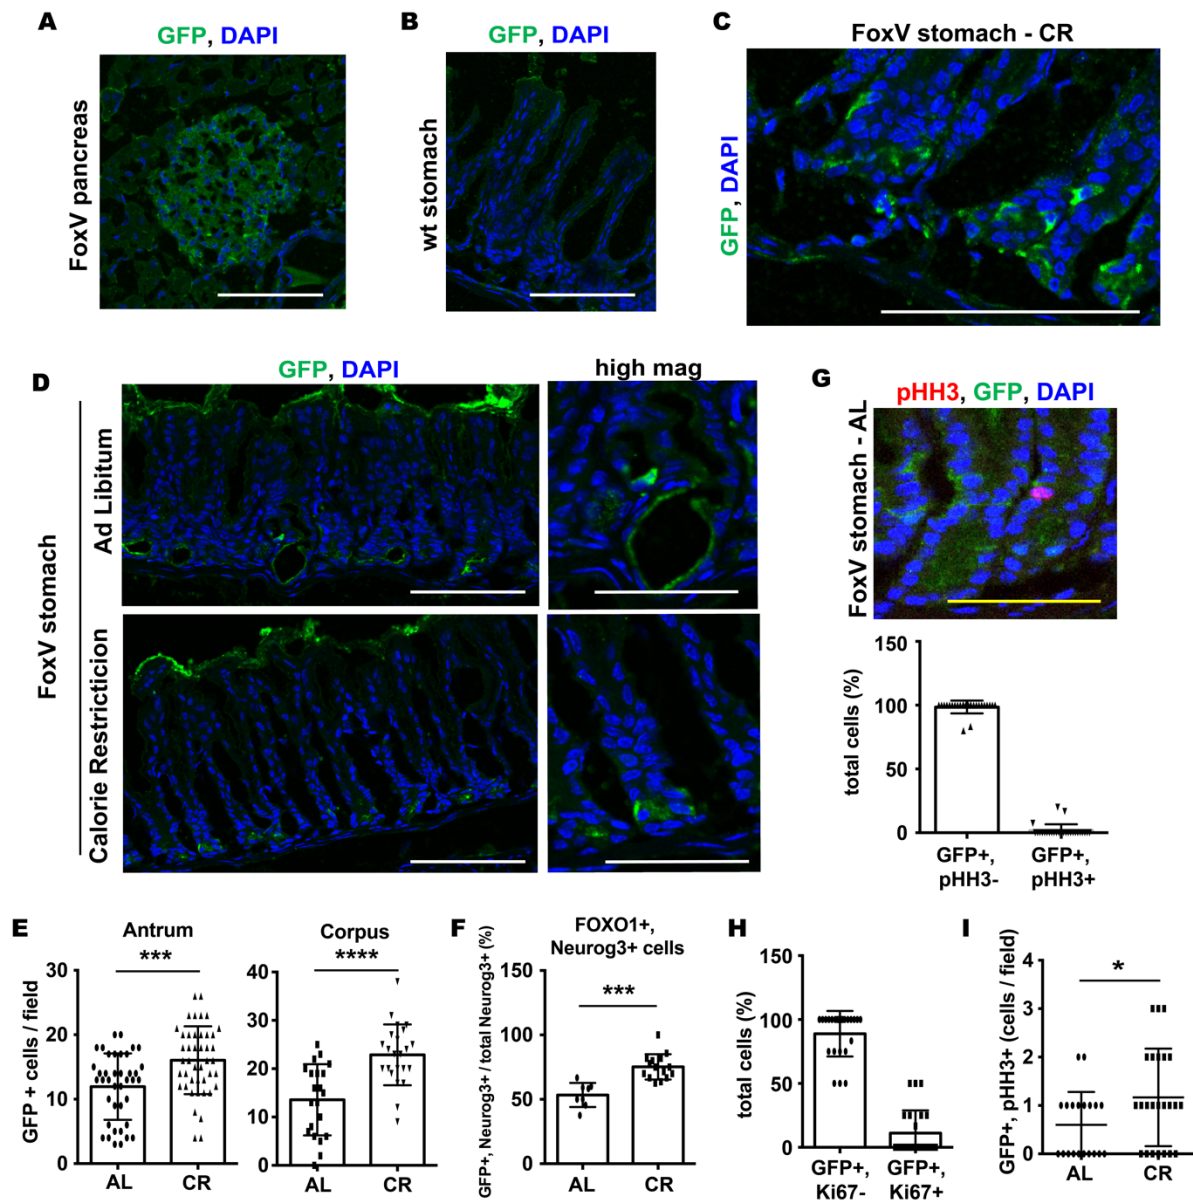 A
GFP, DAPI
FoxV pancreas
B
GFP, DAPI
wt stomach
C
FoxV stomach - CR
GFP, DAPI
D
GFP, DAPI
high mag
FoxV stomach
Ad Libitum
Calorie Restricticion
G
pHH3, GFP, DAPI
FoxV stomach - AL
total cells (%)
150
100
50
0
GFP+,
pHH3-
GFP+,
pHH3+
E
Antrum
***
GFP + cells / field
30
20
10
0
AL
CR
Corpus
****
40
30
20
10
0
AL
CR
F
FOXO1+,
Neurog3+ cells
***
GFP+, Neurog3+ / total Neurog3+ (%)
150
100
50
0
AL
CR
H
total cells (%)
150
100
50
0
GFP+,
Ki67-
GFP+,
Ki67+
I
*
GFP+, pHH3+ (cells / field)
4
3
2
1
0
AL
CR